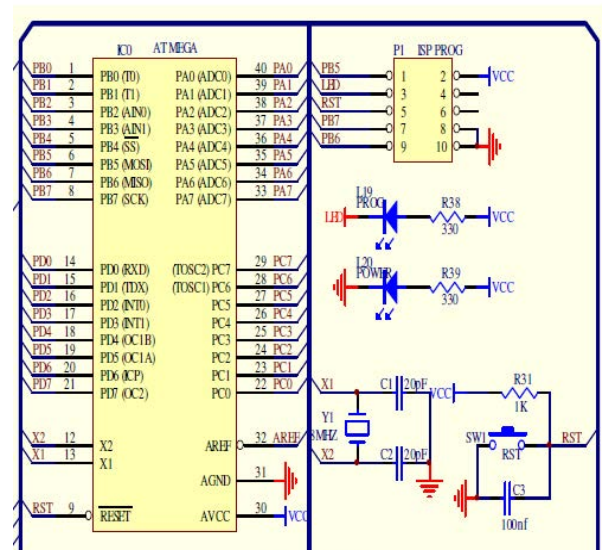 IC0 ATMEGA
PB0 1 PB0 (T0) PA0 (ADC0) 40 PA0
PB1 2 PB1 (T1) PA1 (ADC1) 39 PA1
PB2 3 PB2 (AIN0) PA2 (ADC2) 38 PA2
PB3 4 PB3 (AIN1) PA3 (ADC3) 37 PA3
PB4 5 PB4 (SS) PA4 (ADC4) 36 PA4
PB5 6 PB5 (MOSI) PA5 (ADC5) 35 PA5
PB6 7 PB6 (MISO) PA6 (ADC6) 34 PA6
PB7 8 PB7 (SCK) PA7 (ADC7) 33 PA7
PD0 14 PD0 (RXD) (TOSC2) PC7 29 PC7
PD1 15 PD1 (TDX) (TOSC1) PC6 28 PC6
PD2 16 PD2 (INT0) PC5 27 PC5
PD3 17 PD3 (INT1) PC4 26 PC4
PD4 18 PD4 (OC1B) PC3 25 PC3
PD5 19 PD5 (OC1A) PC2 24 PC2
PD6 20 PD6 (ICP) PC1 23 PC1
PD7 21 PD7 (OC2) PC0 22 PC0
X2 12 X2 AREF 32 AREF
X1 13 X1
AGND 31
RST 9 RESET AVCC 30 VCC
P1 ISP PROG
PB5 1 2 VCC
LED 3 4
RST 5 6
PB7 7 8
PB6 9 10
L19
PROG R38
LED 330 VCC
L20
POWER R39
330 VCC
X1 C1 20pF VCC R31
1K
Y1
8MHZ
SW1 RST RST
X2 C2 20pF
C3
100nf